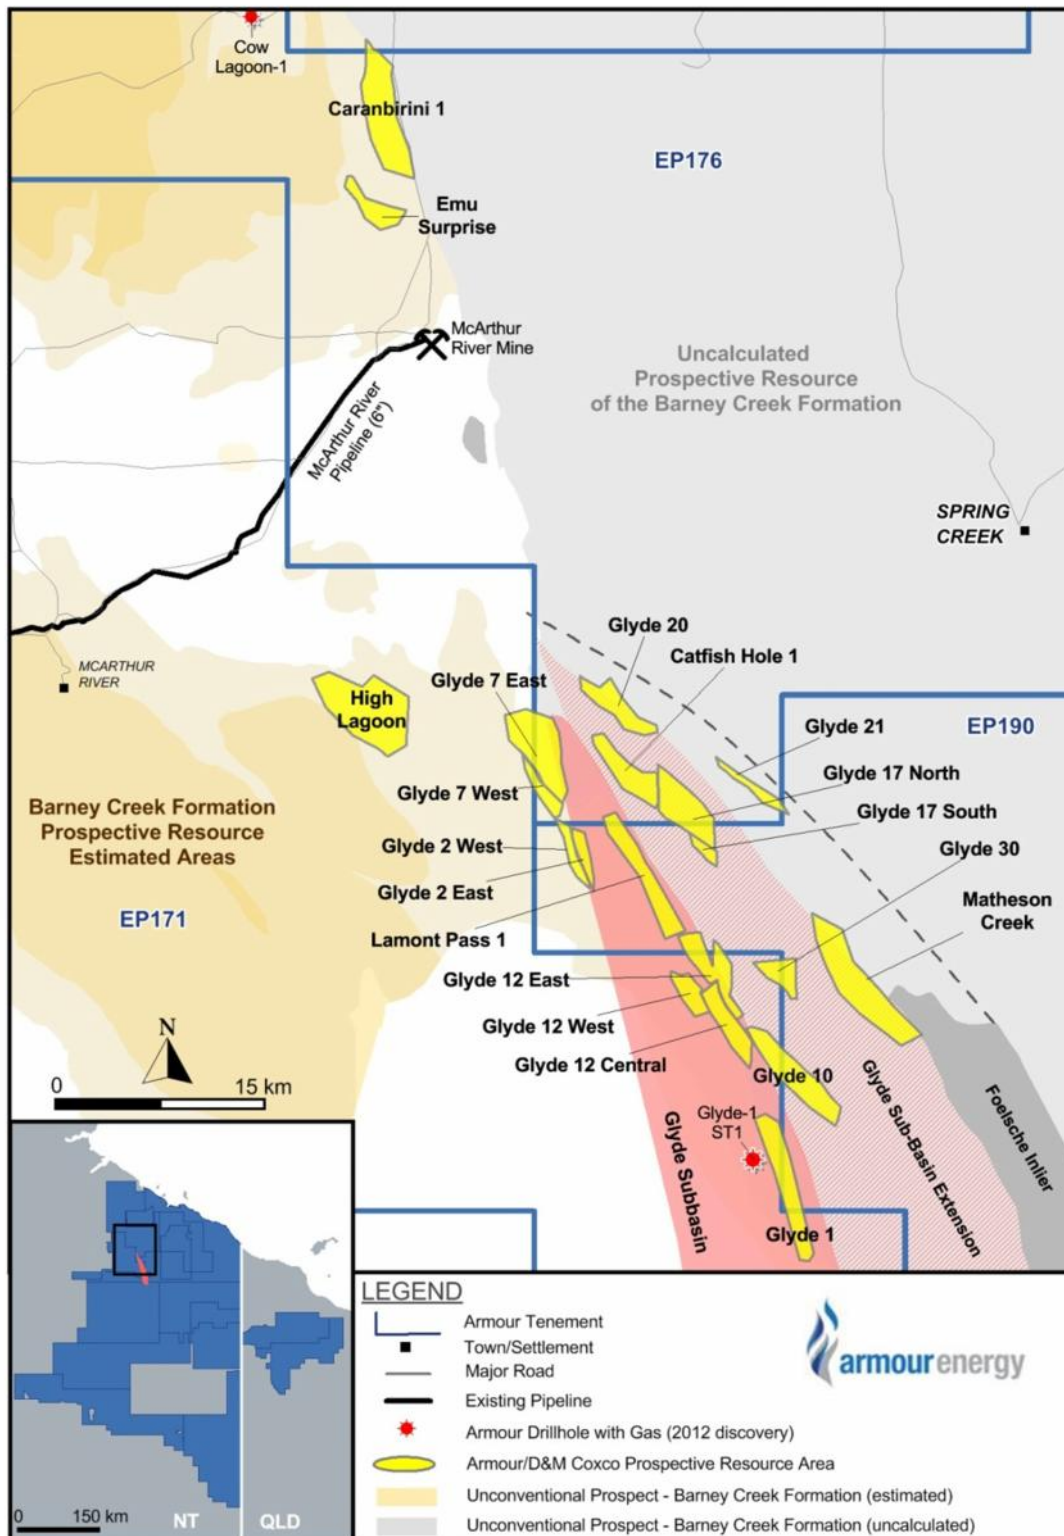 Cow
Lagoon-1
Caranbirini 1
EP176
Emu
Surprise
McArthur
River Mine
Uncalculated
Prospective Resource
of the Barney Creek Formation
McArthur River
Pipeline (6")
SPRING
CREEK
MCARTHUR
RIVER
High
Lagoon
Glyde 20
Catfish Hole 1
Glyde 7 East
EP190
Glyde 21
Glyde 17 North
Glyde 7 West
Glyde 17 South
Barney Creek Formation
Prospective Resource
Estimated Areas
Glyde 2 West
Glyde 30
Glyde 2 East
Matheson
Creek
EP171
Lamont Pass 1
Glyde 12 East
Glyde 12 West
Glyde 12 Central
Glyde 10
N
0 15 km
Glyde-1
ST1
Glyde Subbasin
Glyde Sub-Basin Extension
Foelsche Inlier
Glyde 1
0 150 km
NT
QLD
LEGEND
Armour Tenement
Town/Settlement
Major Road
Existing Pipeline
Armour Drillhole with Gas (2012 discovery)
Armour/D&M Coxco Prospective Resource Area
Unconventional Prospect - Barney Creek Formation (estimated)
Unconventional Prospect - Barney Creek Formation (uncalculated)
armourenergy